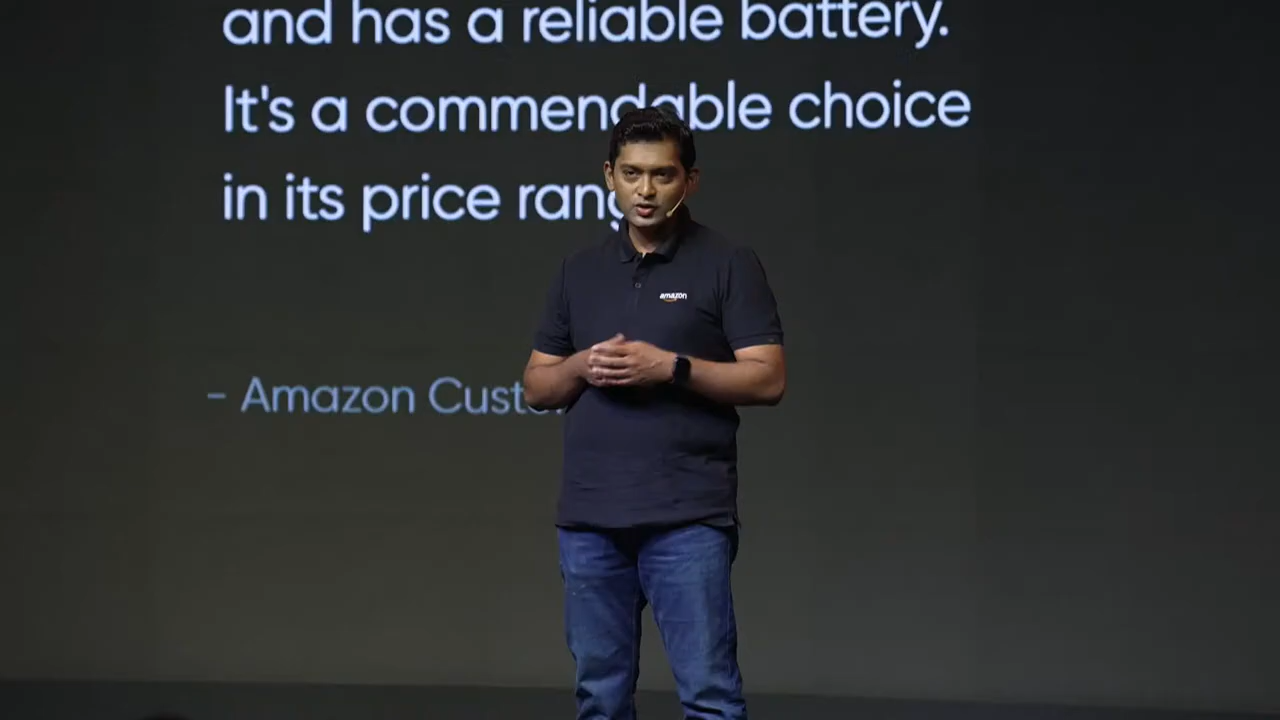 and has a reliable battery.
It's a commendable choice
in its price
amazon
– Amazon